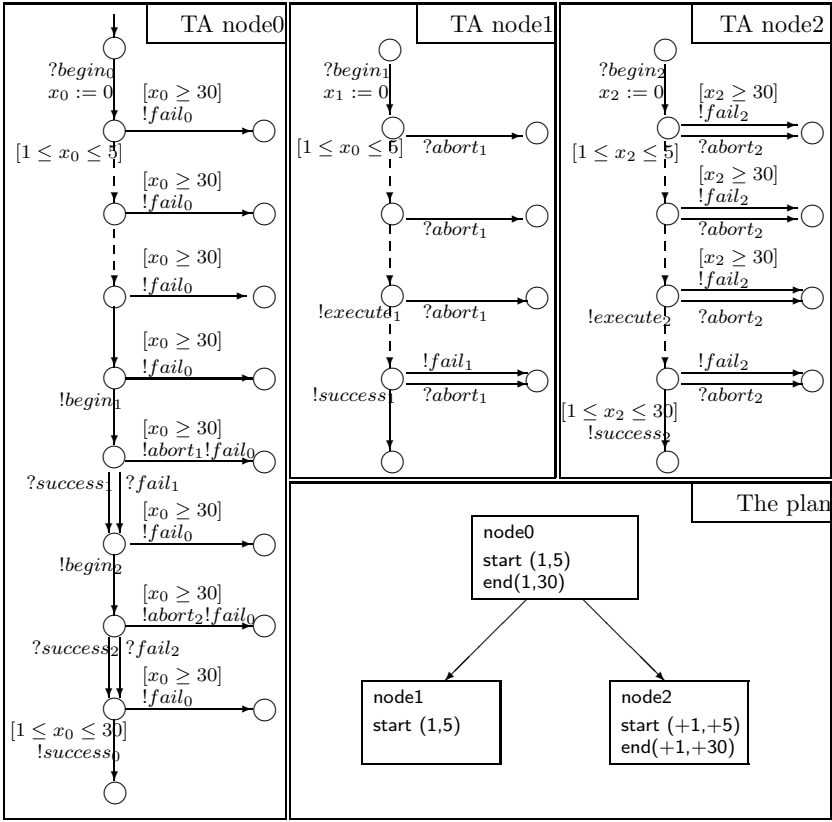 TA node0
?begin₀
x₀ := 0
[x₀ ≥ 30]
!fail₀
[1 ≤ x₀ ≤ 5]
[x₀ ≥ 30]
!fail₀
[x₀ ≥ 30]
!fail₀
[x₀ ≥ 30]
!fail₀
!begin₁
[x₀ ≥ 30]
!abort₁!fail₀
?success₁ ?fail₁
[x₀ ≥ 30]
!fail₀
!begin₂
[x₀ ≥ 30]
!abort₂!fail₀
?success₂ ?fail₂
[x₀ ≥ 30]
!fail₀
[1 ≤ x₀ ≤ 30]
!success₀
TA node1
?begin₁
x₁ := 0
[1 ≤ x₀ ≤ 5]
?abort₁
?abort₁
!execute₁
?abort₁
!fail₁
?abort₁
!success₁
TA node2
?begin₂
x₂ := 0
[x₂ ≥ 30]
!fail₂
?abort₂
[1 ≤ x₂ ≤ 5]
[x₂ ≥ 30]
!fail₂
?abort₂
[x₂ ≥ 30]
!fail₂
!execute₂
?abort₂
!fail₂
?abort₂
[1 ≤ x₂ ≤ 30]
!success₂
The plan
node0
start (1,5)
end(1,30)
node1
start (1,5)
node2
start (+1,+5)
end(+1,+30)